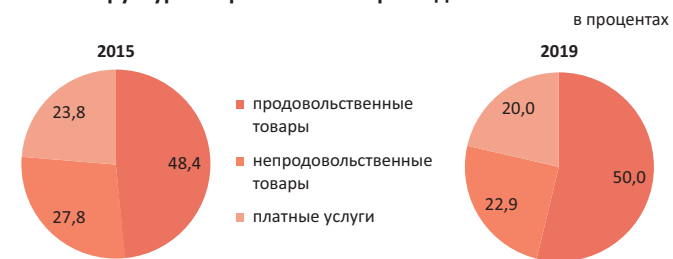 в процентах
2015
2019
23,8
48,4
27,8
продовольственные
товары
непродовольственные
товары
платные услуги
20,0
50,0
22,9